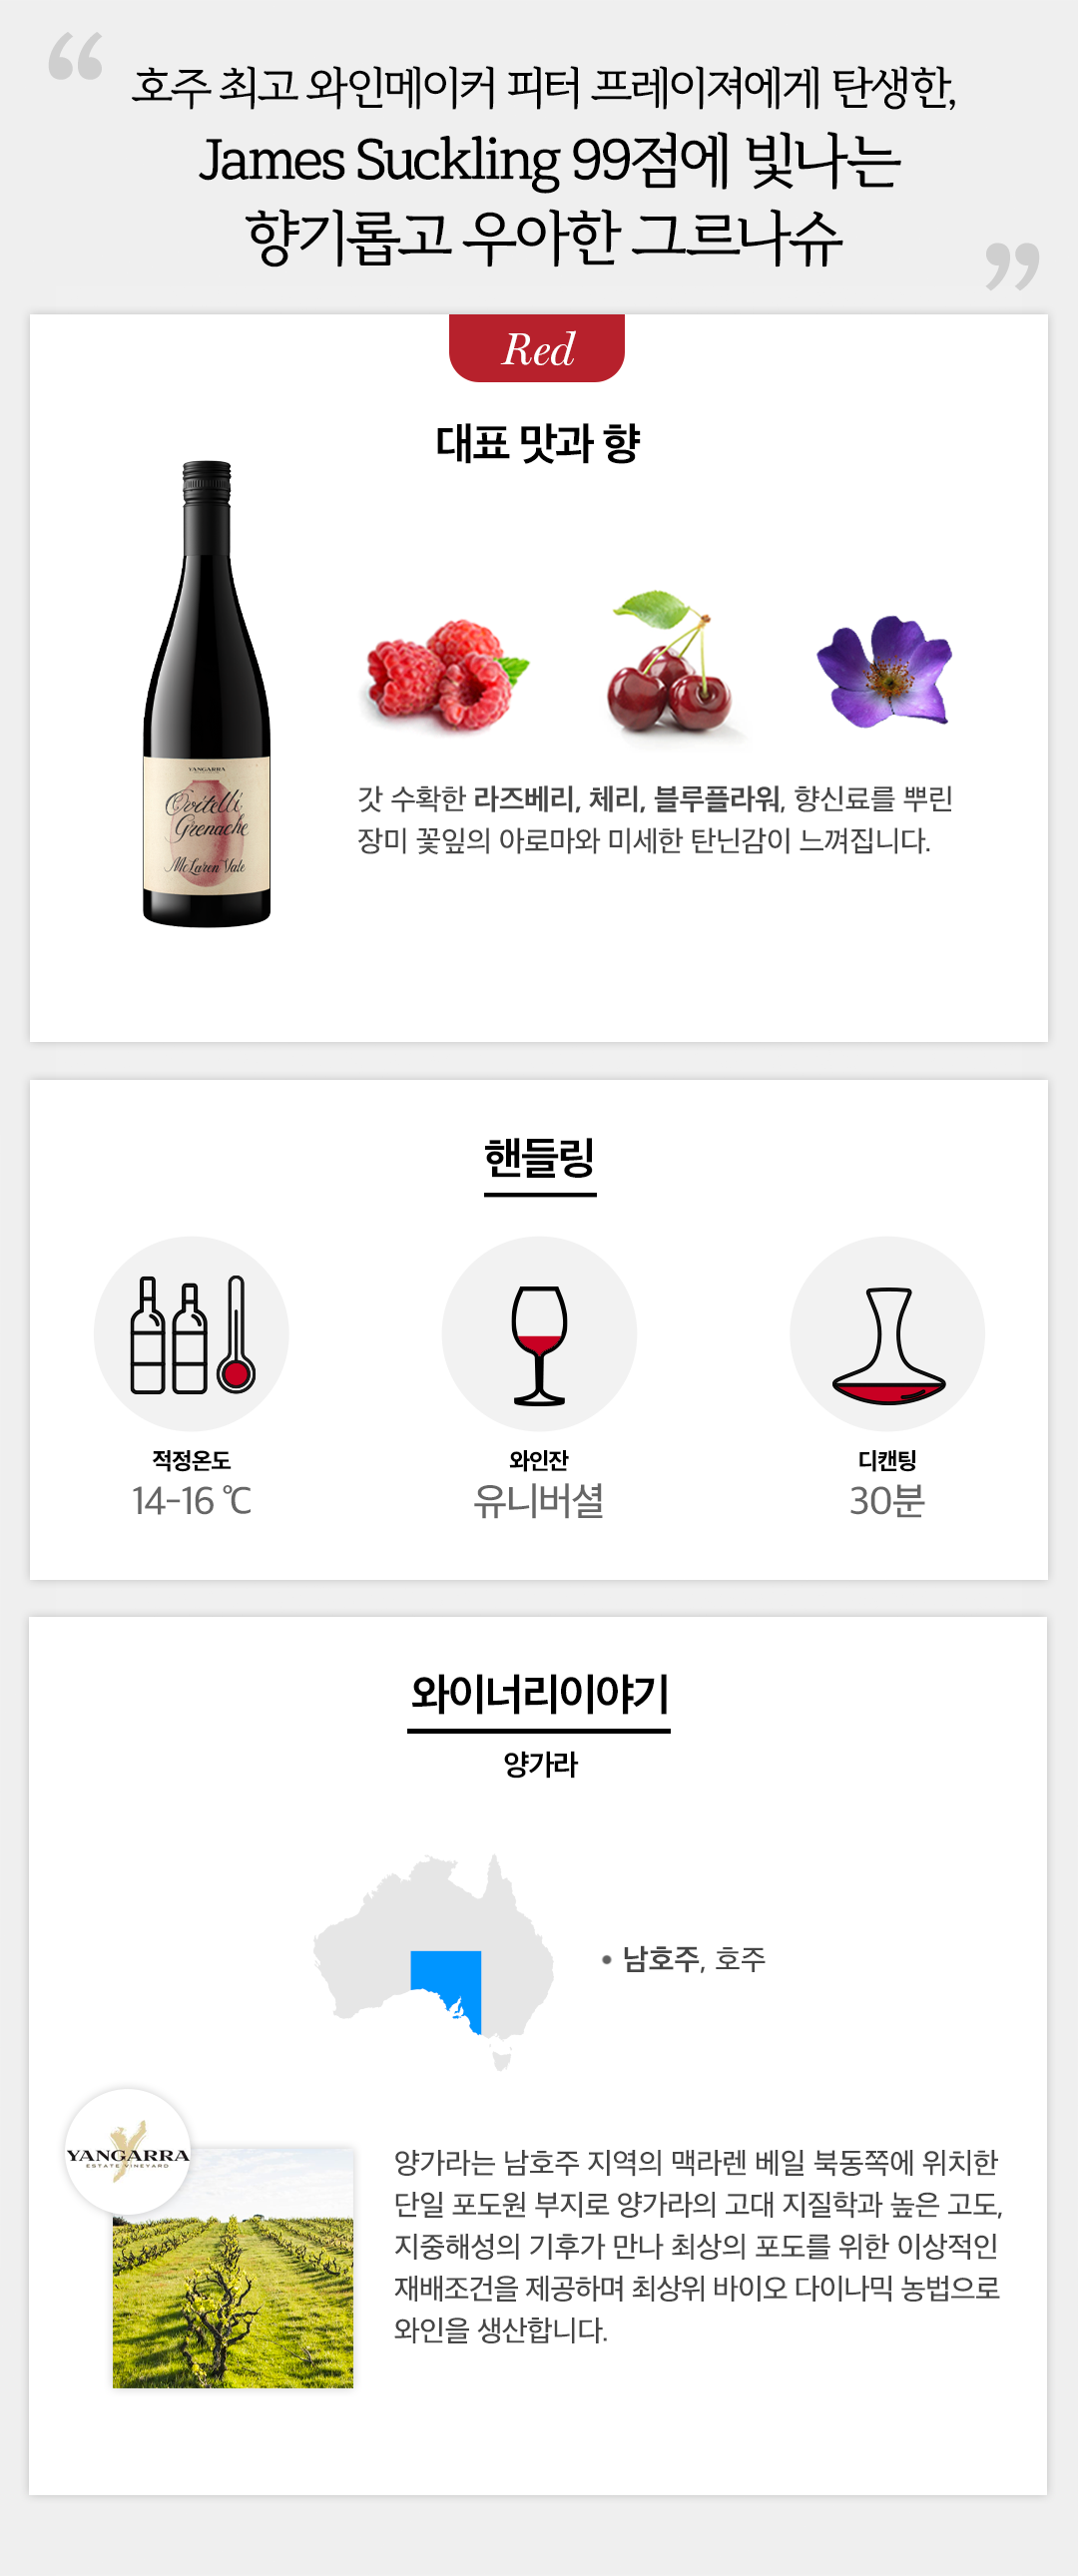 “
호주 최고 와인메이커 피터 프레이져에게 탄생한,
James Suckling 99점에 빛나는
향기롭고 우아한 그르나슈
”
Red
대표 맛과 향
YANGARRA
Ovitelli
Grenache
McLaren Vale
갓 수확한 라즈베리, 체리, 블루플라워, 향신료를 뿌린
장미 꽃잎의 아로마와 미세한 탄닌감이 느껴집니다.
핸들링
적정온도
14-16 ℃
와인잔
유니버셜
디캔팅
30분
와이너리이야기
양가라
• 남호주, 호주
YANGARRA
ESTATE VINEYARD
양가라는 남호주 지역의 맥라렌 베일 북동쪽에 위치한
단일 포도원 부지로 양가라의 고대 지질학과 높은 고도,
지중해성의 기후가 만나 최상의 포도를 위한 이상적인
재배조건을 제공하며 최상위 바이오 다이나믹 농법으로
와인을 생산합니다.